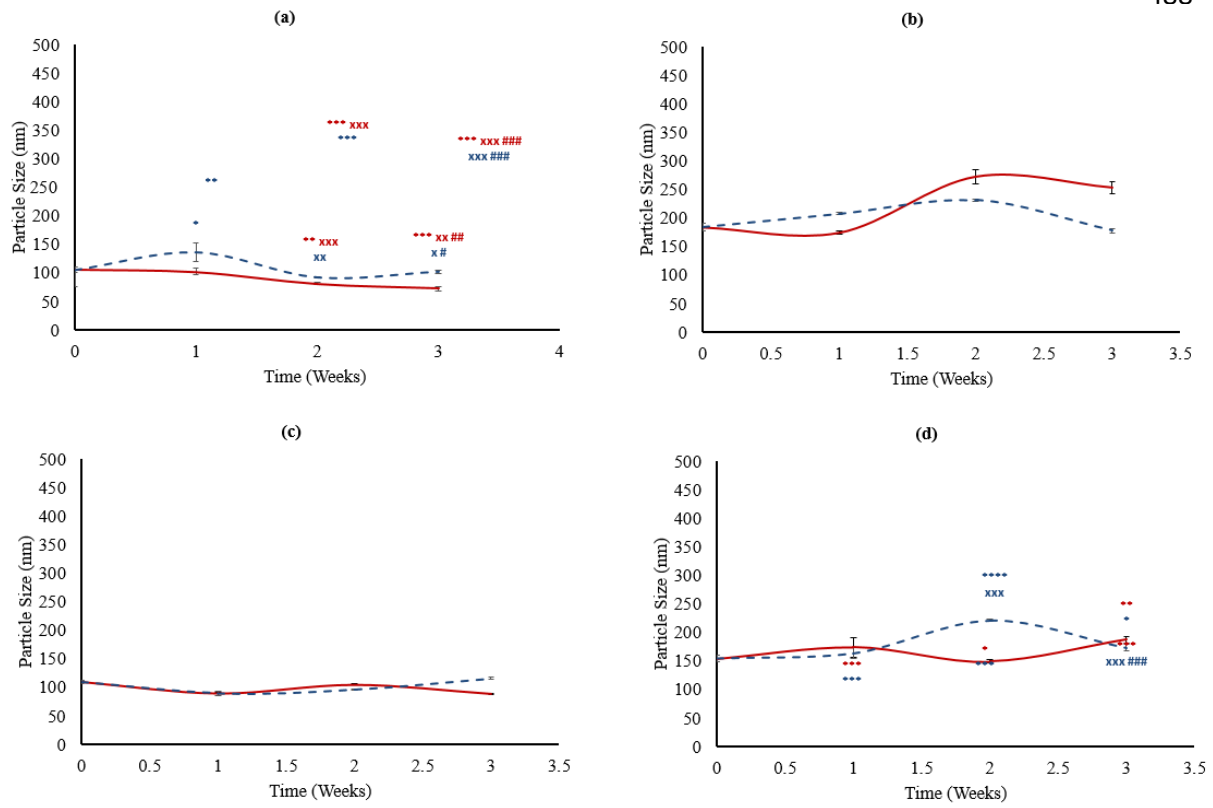 (a)
500
450
400
350
300
250
200
150
100
50
0
Particle Size (nm)
*** xxx
***
*** xxx ###
xxx ###
**
*
** xxx
xx
*** xx ##
x #
0 1 2 3 4
Time (Weeks)
(b)
500
450
400
350
300
250
200
150
100
50
0
Particle Size (nm)
0 0.5 1 1.5 2 2.5 3 3.5
Time (Weeks)
(c)
500
450
400
350
300
250
200
150
100
50
0
Particle Size (nm)
0 0.5 1 1.5 2 2.5 3 3.5
Time (Weeks)
(d)
500
450
400
350
300
250
200
150
100
50
0
Particle Size (nm)
xxx
xxx ###
0 0.5 1 1.5 2 2.5 3 3.5
Time (Weeks)